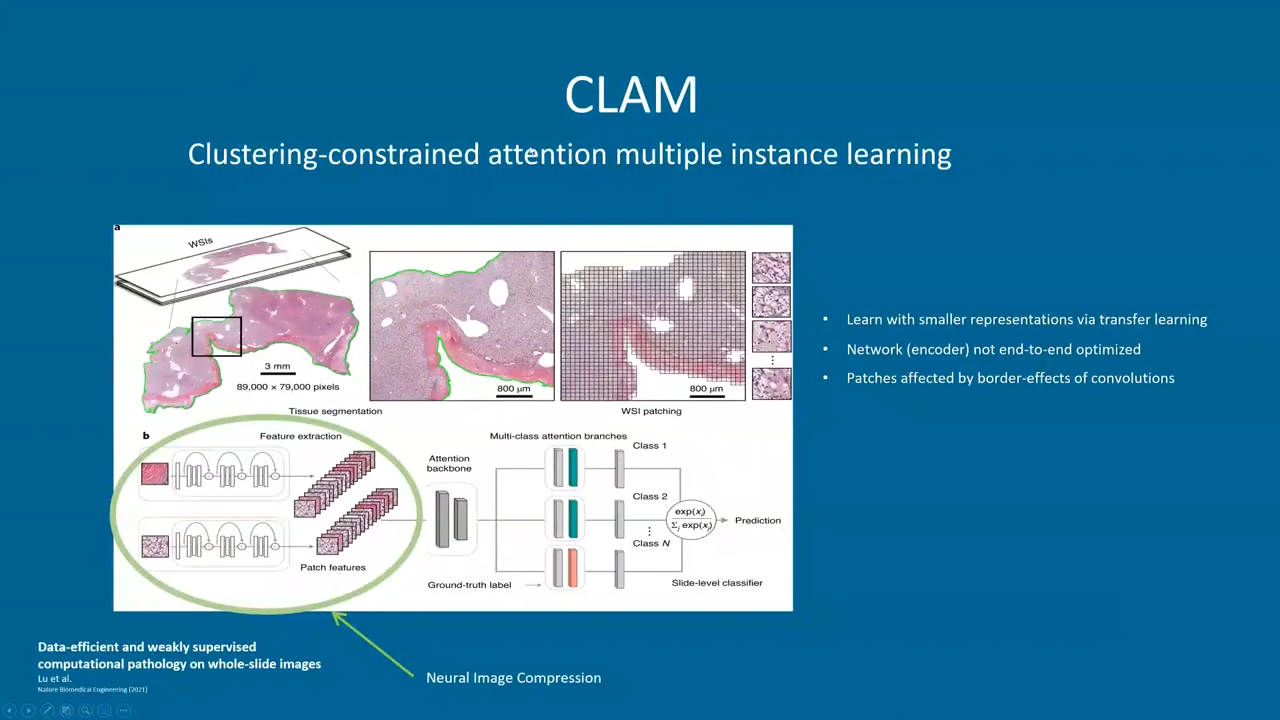 CLAM
Clustering-constrained attention multiple instance learning
a
WSIs
3 mm
89,000 × 79,000 pixels
800 μm
800 μm
Tissue segmentation
WSI patching
b
Feature extraction
Patch features
Attention
backbone
Multi-class attention branches
Class 1
Class 2
Class N
exp(xᵢ)
Σⱼ exp(xⱼ)
Prediction
Ground-truth label
Slide-level classifier
• Learn with smaller representations via transfer learning
• Network (encoder) not end-to-end optimized
• Patches affected by border-effects of convolutions
Data-efficient and weakly supervised
computational pathology on whole-slide images
Lu et al.
Nature Biomedical Engineering (2021)
Neural Image Compression